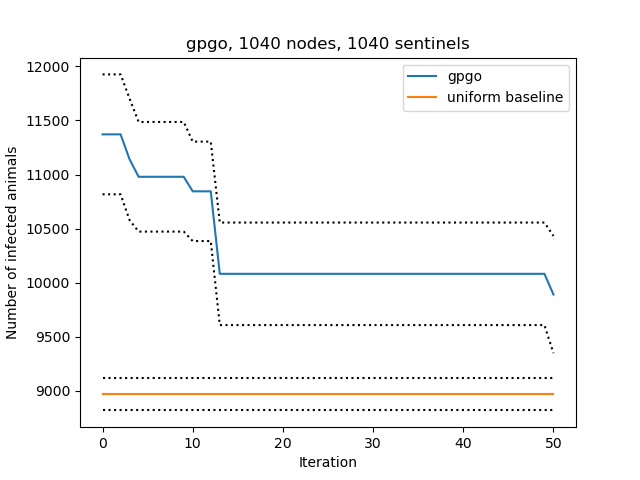 gpgo, 1040 nodes, 1040 sentinels
gpgo
uniform baseline
Number of infected animals
12000
11500
11000
10500
10000
9500
9000
0
10
20
30
40
50
Iteration